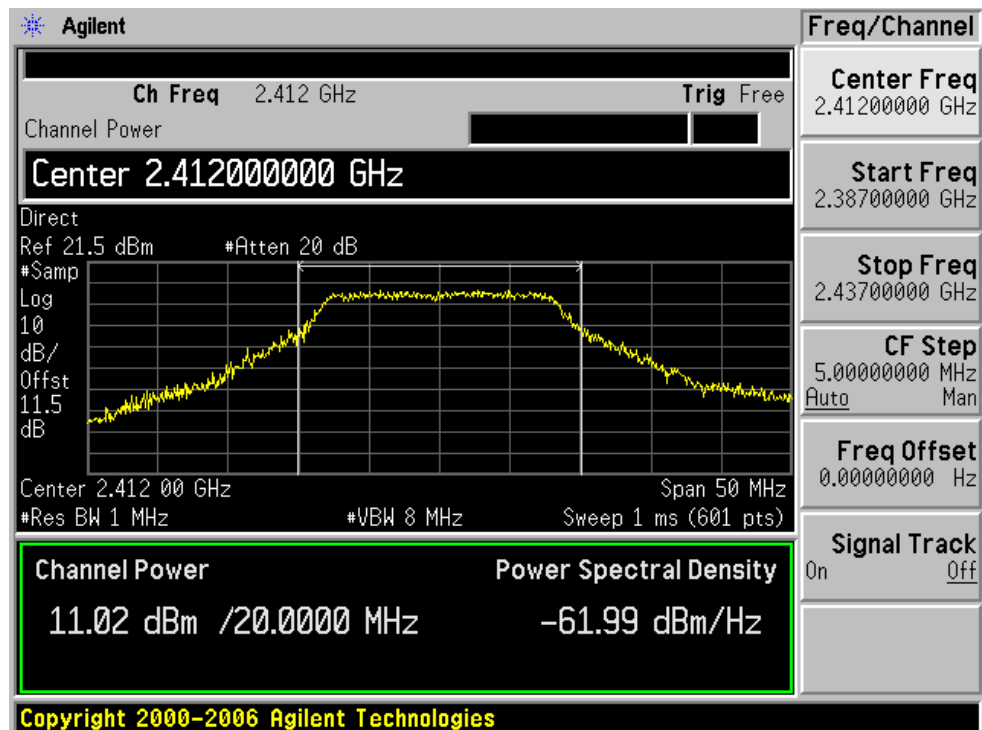 Agilent
Freq/Channel
Ch Freq 2.412 GHz Trig Free
Channel Power
Center 2.412000000 GHz
Direct
Ref 21.5 dBm #Atten 20 dB
#Samp
Log
10
dB/
Offst
11.5
dB
Center 2.412 00 GHz Span 50 MHz
#Res BW 1 MHz #VBW 8 MHz Sweep 1 ms (601 pts)
Channel Power Power Spectral Density
11.02 dBm /20.0000 MHz -61.99 dBm/Hz
Copyright 2000-2006 Agilent Technologies
Center Freq
2.41200000 GHz
Start Freq
2.38700000 GHz
Stop Freq
2.43700000 GHz
CF Step
5.00000000 MHz
Auto Man
Freq Offset
0.00000000 Hz
Signal Track
On Off